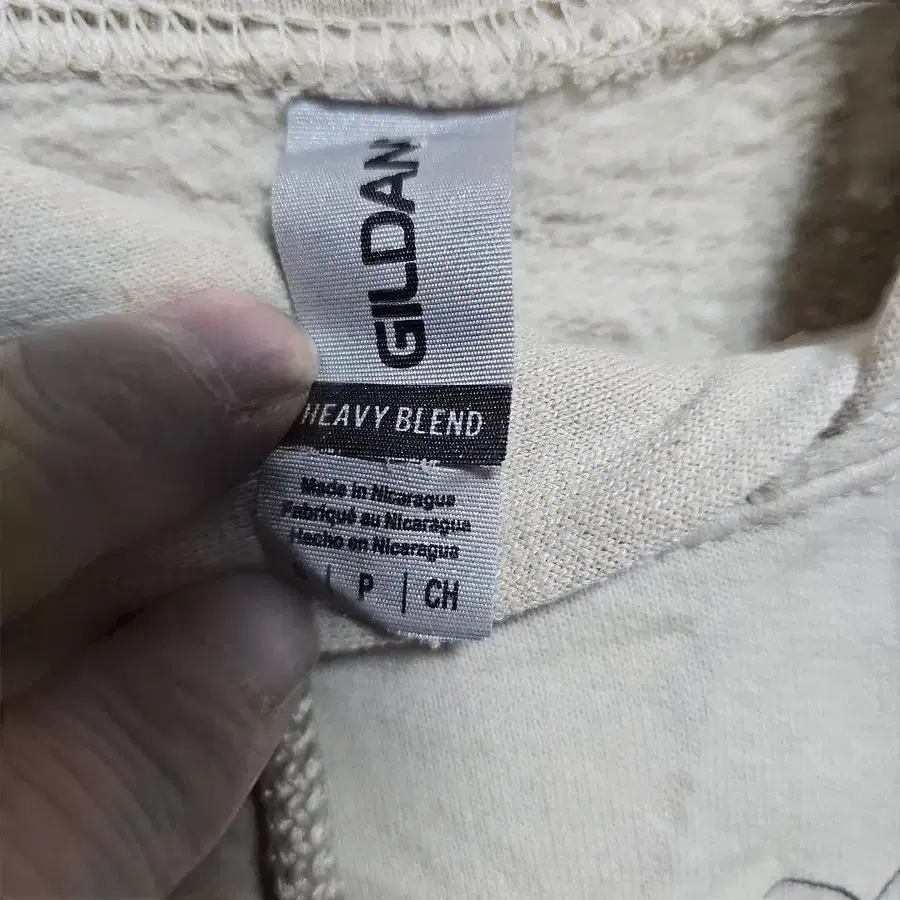 GILDAN
HEAVY BLEND
Made in Nicaragua
Fabriqué au Nicaragua
Hecho en Nicaragua
| P | CH